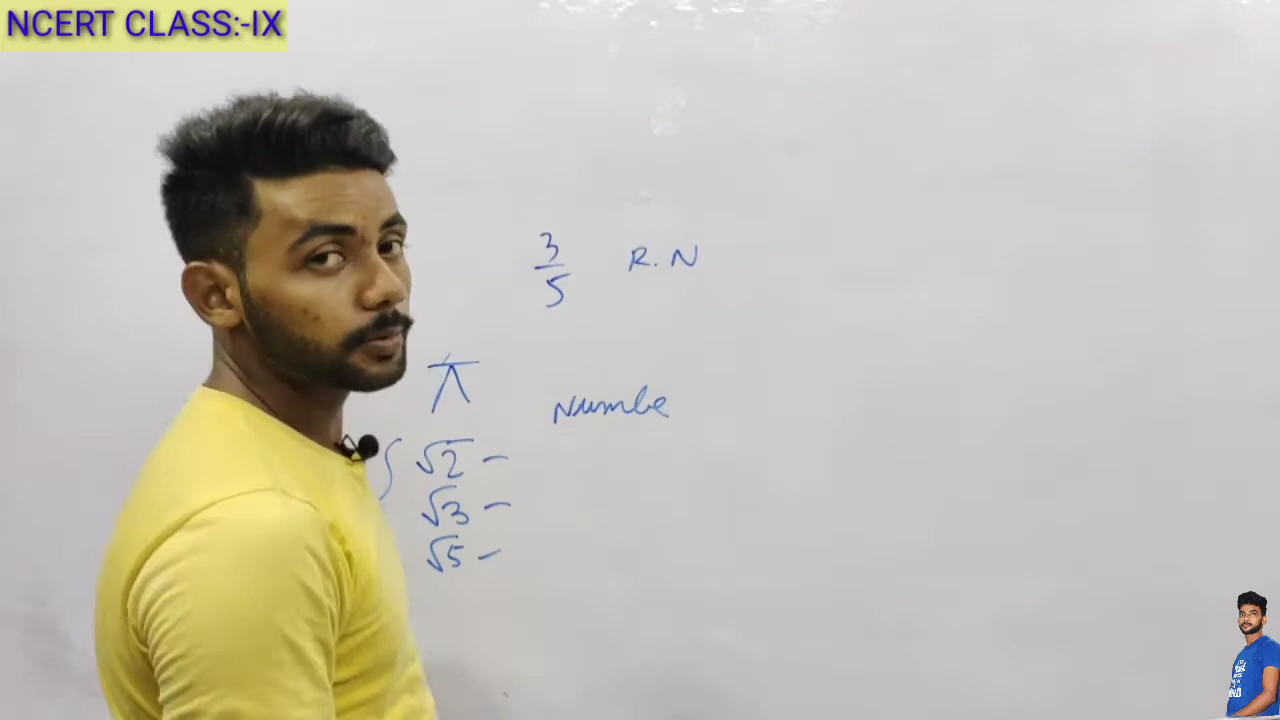 NCERT CLASS:-IX
3/5 R.N
π
Numbe
√2 -
√3 -
√5 -